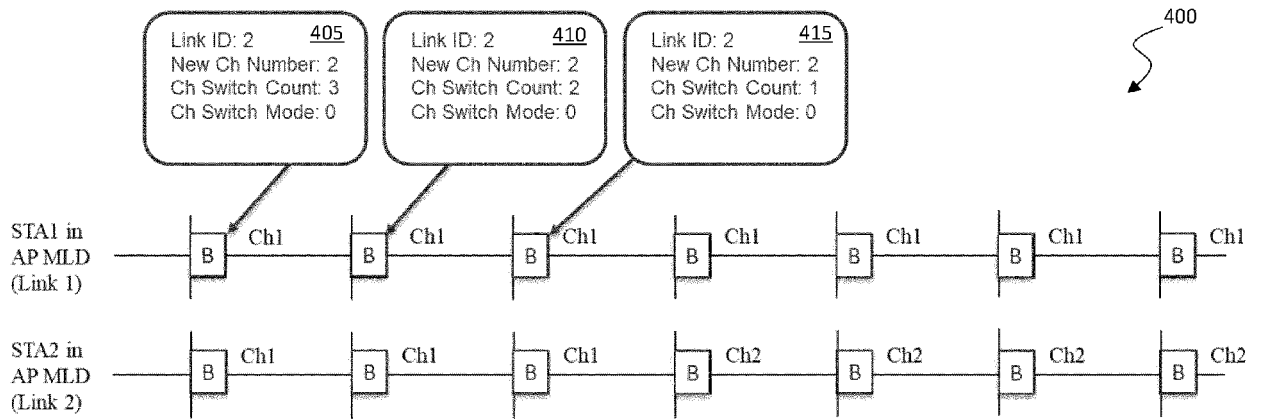 Link ID: 2 405
New Ch Number: 2
Ch Switch Count: 3
Ch Switch Mode: 0
Link ID: 2 410
New Ch Number: 2
Ch Switch Count: 2
Ch Switch Mode: 0
Link ID: 2 415
New Ch Number: 2
Ch Switch Count: 1
Ch Switch Mode: 0
400
STA1 in
AP MLD
(Link 1)
B Ch1 B Ch1 B Ch1 B Ch1 B Ch1 B Ch1 B Ch1
STA2 in
AP MLD
(Link 2)
B Ch1 B Ch1 B Ch1 B Ch2 B Ch2 B Ch2 B Ch2